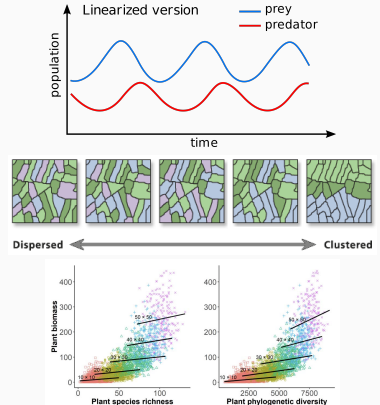 Linearized version
prey
predator
population
time
Dispersed
Clustered
Plant biomass
400
300
200
100
0
50 × 50
40 × 40
30 × 30
20 × 20
10 × 10
0
50
100
Plant species richness
400
300
200
100
0
50 × 50
40 × 40
30 × 30
20 × 20
10 × 10
2500
5000
7500
Plant phylogenetic diversity